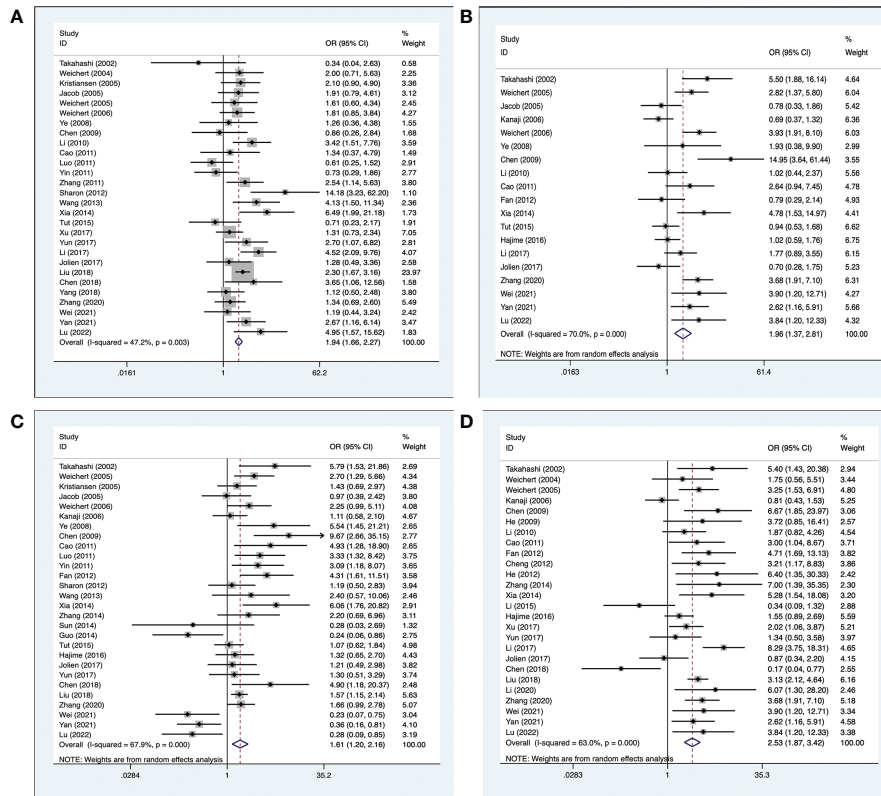 A
Study
%
ID OR (95% CI) Weight
Takahashi (2002) 0.34 (0.04, 2.63) 0.58
Weichert (2004) 2.00 (0.71, 5.63) 2.25
Kristiansen (2005) 2.10 (0.90, 4.90) 3.36
Jacob (2005) 1.91 (0.79, 4.61) 3.12
Weichert (2005) 1.61 (0.60, 4.34) 2.45
Weichert (2006) 1.81 (0.85, 3.84) 4.27
Ye (2008) 1.26 (0.36, 4.38) 1.55
Chen (2009) 0.86 (0.26, 2.84) 1.68
Li (2010) 3.42 (1.51, 7.76) 3.59
Cao (2011) 1.34 (0.37, 4.79) 1.49
Luo (2011) 0.61 (0.25, 1.52) 2.91
Yin (2011) 0.73 (0.29, 1.86) 2.77
Zhang (2011) 2.54 (1.14, 5.63) 3.80
Sharon (2012) 14.18 (3.23, 62.20) 1.10
Wang (2013) 4.13 (1.50, 11.34) 2.36
Xia (2014) 6.49 (1.99, 21.18) 1.73
Tut (2015) 0.71 (0.23, 2.17) 1.91
Xu (2017) 1.31 (0.73, 2.34) 7.05
Yun (2017) 2.70 (1.07, 6.82) 2.81
Li (2017) 4.52 (2.09, 9.76) 4.07
Jolien (2017) 1.28 (0.49, 3.36) 2.58
Liu (2018) 2.30 (1.67, 3.16) 23.97
Chen (2018) 3.65 (1.06, 12.56) 1.58
Yang (2018) 1.12 (0.50, 2.48) 3.80
Zhang (2020) 1.34 (0.69, 2.60) 5.49
Wei (2021) 1.19 (0.44, 3.24) 2.42
Yan (2021) 2.67 (1.16, 6.14) 3.47
Lu (2022) 4.95 (1.57, 15.62) 1.83
Overall (I-squared = 47.2%, p = 0.003) 1.94 (1.66, 2.27) 100.00
.0161 1 62.2
B
Study
%
ID OR (95% CI) Weight
Takahashi (2002) 5.50 (1.88, 16.14) 4.64
Weichert (2005) 2.82 (1.37, 5.80) 6.04
Jacob (2005) 0.78 (0.33, 1.86) 5.42
Kanaji (2006) 0.69 (0.37, 1.32) 6.36
Weichert (2006) 3.93 (1.91, 8.10) 6.03
Ye (2008) 1.93 (0.38, 9.90) 2.99
Chen (2009) 14.95 (3.64, 61.44) 3.55
Li (2010) 1.02 (0.44, 2.37) 5.56
Cao (2011) 2.64 (0.94, 7.45) 4.78
Fan (2012) 0.79 (0.29, 2.14) 4.93
Xia (2014) 4.78 (1.53, 14.97) 4.41
Tut (2015) 0.94 (0.53, 1.68) 6.62
Hajime (2016) 1.02 (0.59, 1.76) 6.75
Li (2017) 1.77 (0.89, 3.55) 6.15
Jolien (2017) 0.70 (0.28, 1.75) 5.23
Zhang (2020) 3.68 (1.91, 7.10) 6.31
Wei (2021) 3.90 (1.20, 12.71) 4.27
Yan (2021) 2.62 (1.16, 5.91) 5.66
Lu (2022) 3.84 (1.20, 12.33) 4.32
Overall (I-squared = 70.0%, p = 0.000) 1.96 (1.37, 2.81) 100.00
NOTE: Weights are from random effects analysis
.0163 1 61.4
C
Study
%
ID OR (95% CI) Weight
Takahashi (2002) 5.79 (1.53, 21.86) 2.69
Weichert (2005) 2.70 (1.29, 5.66) 4.34
Kristiansen (2005) 1.43 (0.69, 2.97) 4.38
Jacob (2005) 0.97 (0.39, 2.42) 3.80
Weichert (2006) 2.25 (0.99, 5.11) 4.08
Kanaji (2006) 1.11 (0.58, 2.10) 4.67
Ye (2008) 5.54 (1.45, 21.21) 2.65
Chen (2009) 9.67 (2.66, 35.15) 2.77
Cao (2011) 4.93 (1.28, 18.90) 2.65
Luo (2011) 3.33 (1.32, 8.42) 3.75
Yin (2011) 3.09 (1.18, 8.07) 3.65
Fan (2012) 4.31 (1.61, 11.51) 3.58
Sharon (2012) 1.19 (0.50, 2.83) 3.94
Wang (2013) 2.40 (0.57, 10.06) 2.46
Xia (2014) 6.06 (1.76, 20.82) 2.91
Zhang (2014) 2.20 (0.69, 6.96) 3.11
Sun (2014) 0.28 (0.03, 2.69) 1.32
Guo (2014) 0.24 (0.06, 0.86) 2.75
Tut (2015) 1.07 (0.62, 1.84) 4.98
Hajime (2016) 1.32 (0.65, 2.70) 4.43
Jolien (2017) 1.21 (0.49, 2.98) 3.82
Yun (2017) 1.30 (0.51, 3.29) 3.74
Chen (2018) 4.90 (1.18, 20.37) 2.48
Liu (2018) 1.57 (1.15, 2.14) 5.63
Zhang (2020) 1.66 (0.99, 2.78) 5.07
Wei (2021) 0.23 (0.07, 0.75) 3.04
Yan (2021) 0.36 (0.16, 0.81) 4.10
Lu (2022) 0.28 (0.09, 0.85) 3.19
Overall (I-squared = 67.9%, p = 0.000) 1.61 (1.20, 2.16) 100.00
NOTE: Weights are from random effects analysis
.0284 1 35.2
D
Study
%
ID OR (95% CI) Weight
Takahashi (2002) 5.40 (1.43, 20.38) 2.94
Weichert (2004) 1.75 (0.56, 5.51) 3.44
Weichert (2005) 3.25 (1.53, 6.91) 4.80
Kanaji (2006) 0.81 (0.43, 1.53) 5.25
Chen (2009) 6.67 (1.85, 23.97) 3.05
He (2009) 3.72 (0.85, 16.41) 2.57
Li (2010) 1.87 (0.82, 4.26) 4.54
Cao (2011) 3.00 (1.04, 8.67) 3.71
Fan (2012) 4.71 (1.69, 13.13) 3.82
Cheng (2012) 3.21 (1.17, 8.83) 3.86
He (2012) 6.40 (1.35, 30.33) 2.42
Zhang (2014) 7.00 (1.39, 35.35) 2.30
Xia (2014) 5.28 (1.54, 18.08) 3.20
Li (2015) 0.34 (0.09, 1.32) 2.88
Hajime (2016) 1.55 (0.89, 2.69) 5.59
Xu (2017) 2.02 (1.06, 3.87) 5.21
Yun (2017) 1.34 (0.50, 3.58) 3.97
Li (2017) 8.29 (3.75, 18.31) 4.65
Jolien (2017) 0.87 (0.34, 2.20) 4.15
Chen (2018) 0.17 (0.04, 0.77) 2.55
Liu (2018) 3.13 (2.12, 4.64) 6.16
Li (2020) 6.07 (1.30, 28.20) 2.46
Zhang (2020) 3.68 (1.91, 7.10) 5.18
Wei (2021) 3.90 (1.20, 12.71) 3.34
Yan (2021) 2.62 (1.16, 5.91) 4.58
Lu (2022) 3.84 (1.20, 12.33) 3.38
Overall (I-squared = 63.0%, p = 0.000) 2.53 (1.87, 3.42) 100.00
NOTE: Weights are from random effects analysis
.0283 1 35.3